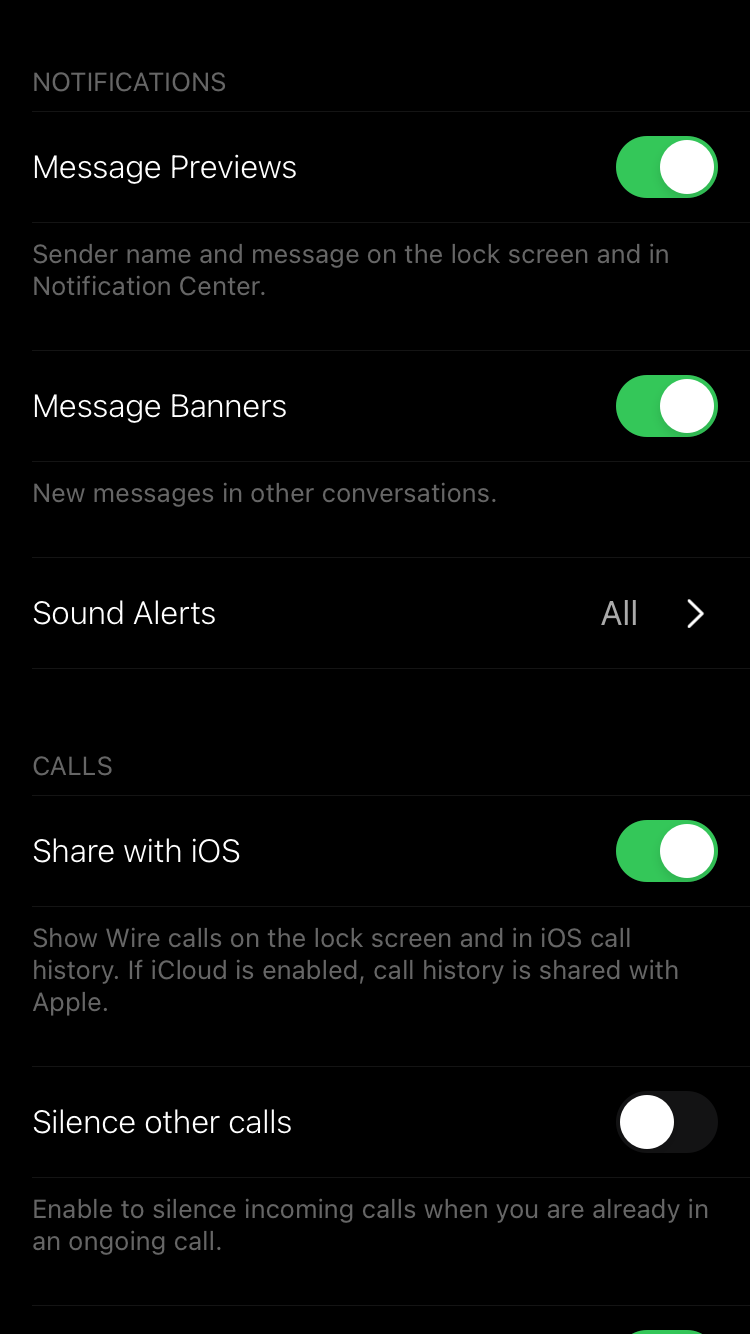 NOTIFICATIONS
Message Previews
Sender name and message on the lock screen and in
Notification Center.
Message Banners
New messages in other conversations.
Sound Alerts All
CALLS
Share with iOS
Show Wire calls on the lock screen and in iOS call
history. If iCloud is enabled, call history is shared with
Apple.
Silence other calls
Enable to silence incoming calls when you are already in
an ongoing call.